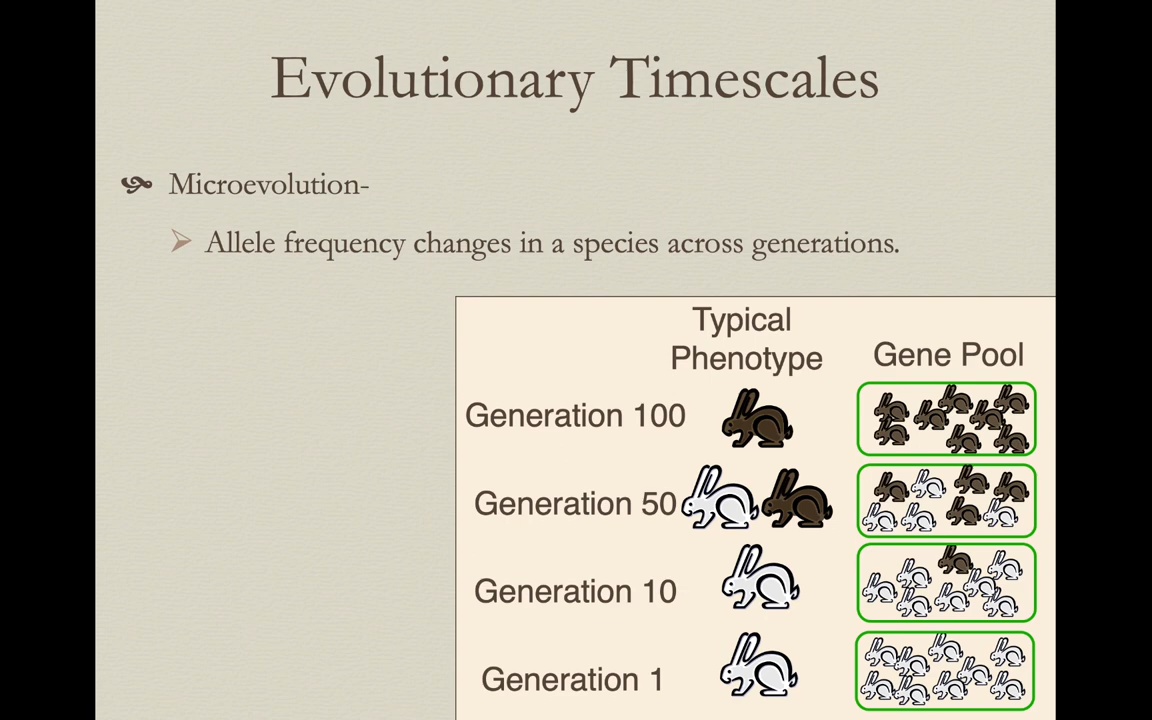 Evolutionary Timescales
Microevolution-
Allele frequency changes in a species across generations.
Typical
Phenotype
Gene Pool
Generation 100
Generation 50
Generation 10
Generation 1